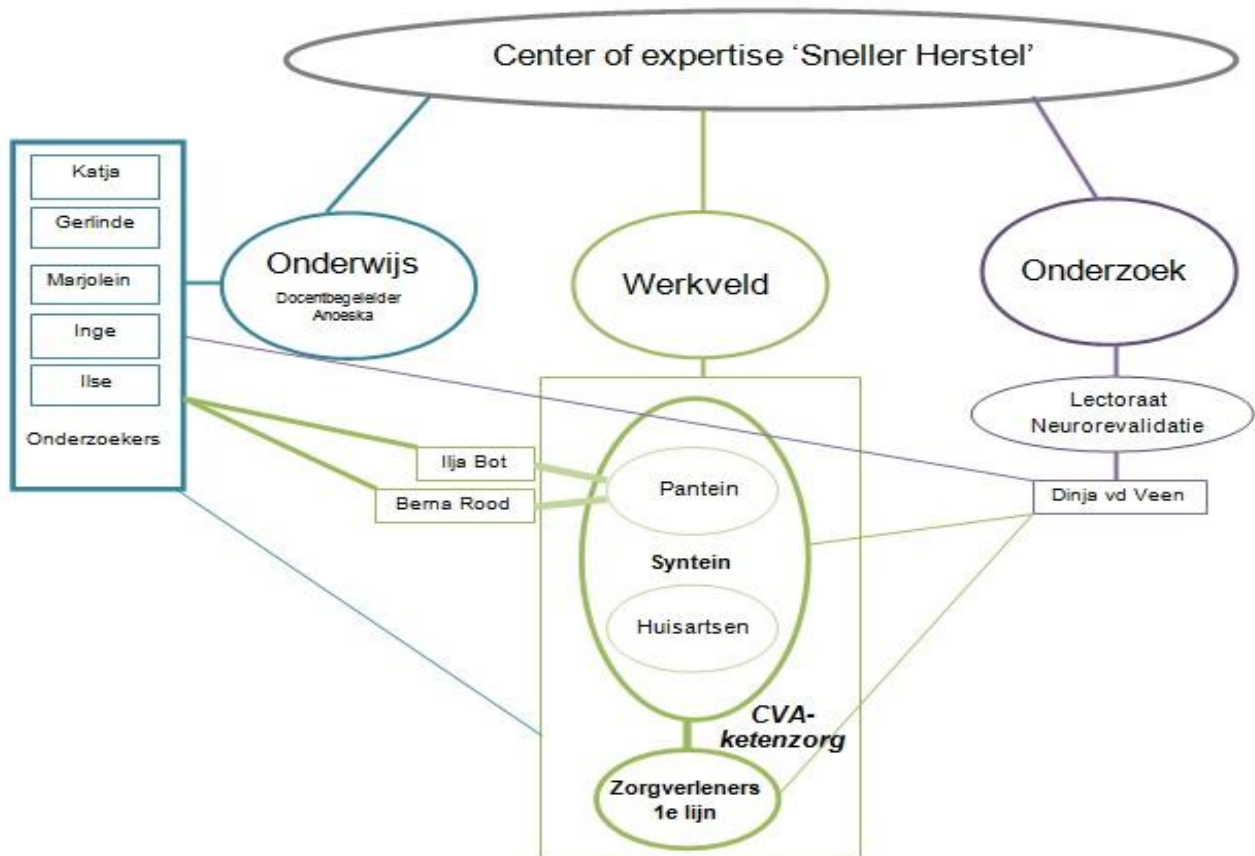 Center of expertise ‘Sneller Herstel’
Katja
Gerlinde
Marjolein
Inge
Ilse
Onderzoekers
Onderwijs
Docentbegeleider
Anoeska
Werkveld
Onderzoek
Lectoraat
Neurorevalidatie
Dinja vd Veen
Ilja Bot
Berna Rood
Pantein
Syntein
Huisartsen
CVA-
ketenzorg
Zorgverleners
1e lijn